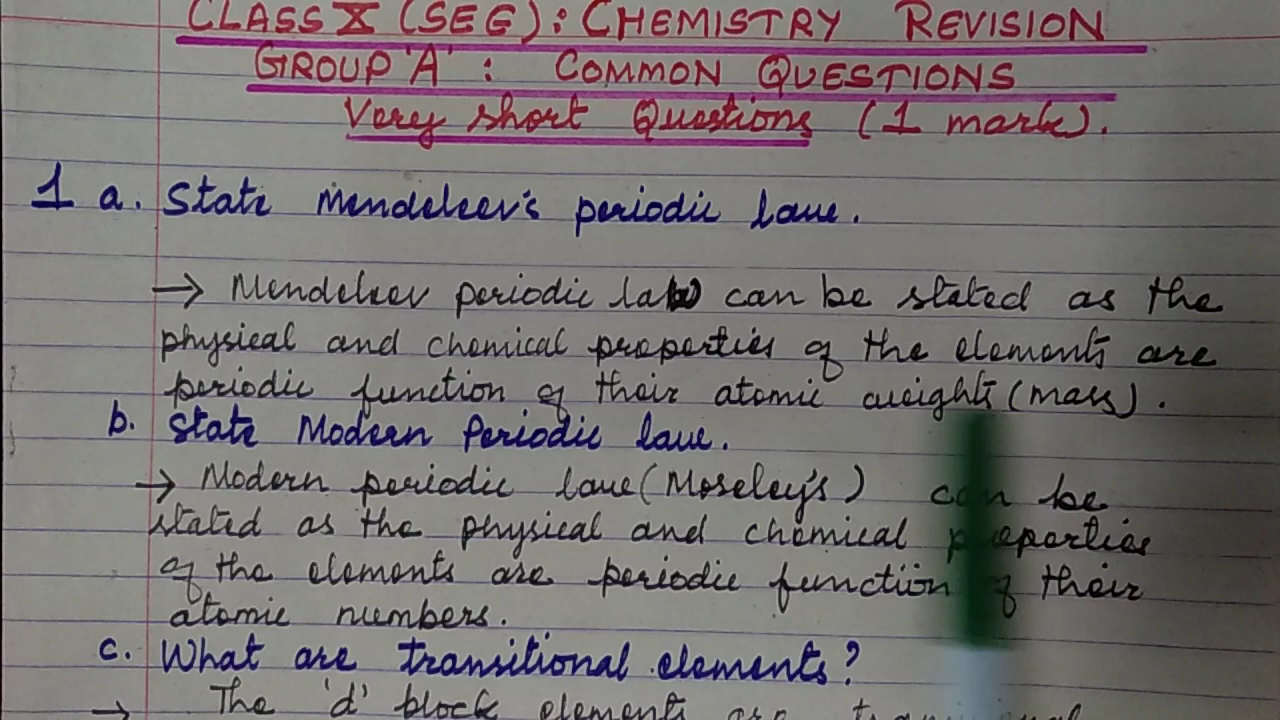 CLASS X (SEG): CHEMISTRY REVISION
GROUP 'A' : COMMON QUESTIONS
Very short Questions (1 mark).
1 a. State Mendeleev's periodic law.
→ Mendeleev periodic law can be stated as the
physical and chemical properties of the elements are
periodic function of their atomic weights (mass).
b. State Modern Periodic law.
→ Modern periodic law (Moseley's) can be
stated as the physical and chemical properties
of the elements are periodic function of their
atomic numbers.
c. What are transitional elements?
→ The 'd' block elements are transitional